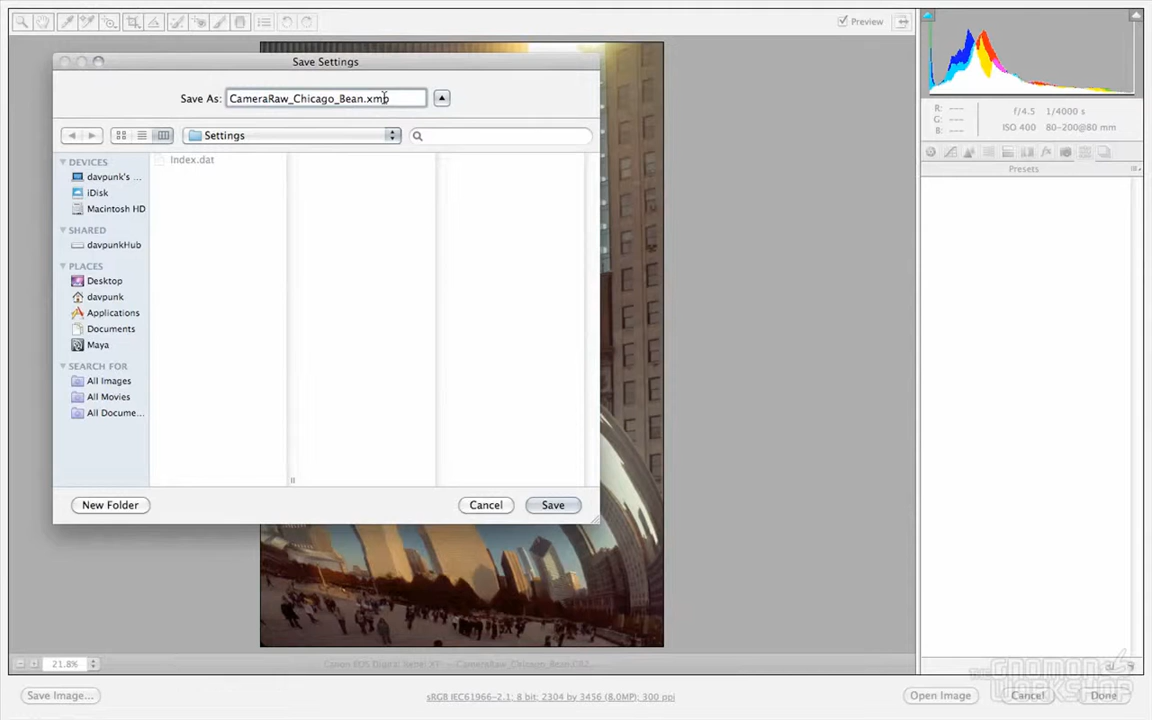 Preview
Save Settings
Save As: CameraRaw_Chicago_Bean.xmp
Settings
DEVICES
davpunk's ...
iDisk
Macintosh HD
SHARED
davpunkHub
PLACES
Desktop
davpunk
Applications
Documents
Maya
SEARCH FOR
All Images
All Movies
All Docume...
Index.dat
New Folder
Cancel
Save
R: ---
G: ---
B: ---
f/4.5
ISO 400 80-200@80 mm
Presets
21.8%
Save Image...
sRGB IEC61966-2.1; 8 bit; 2304 by 3456 (8.0MP); 300 ppi
Open Image
Cancel
Done
THE GNOMON WORKSHOP